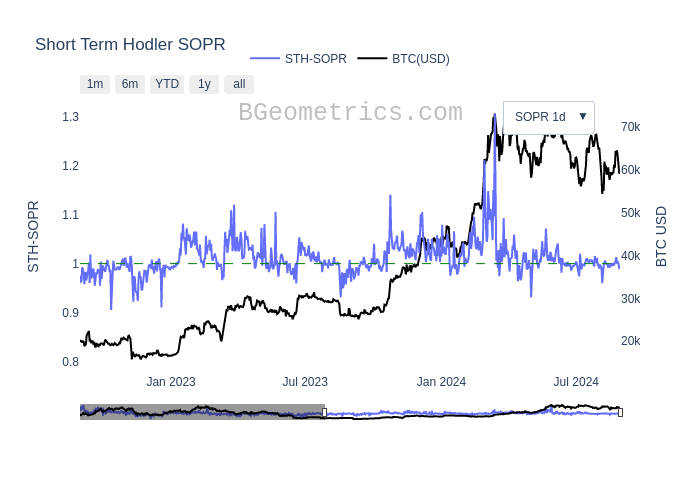 Short Term Hodler SOPR
STH-SOPR
BTC(USD)
1m
6m
YTD
1y
all
BGeometrics.com
SOPR 1d
▼
1.3
1.2
1.1
1
0.9
0.8
STH-SOPR
70k
60k
50k
40k
30k
20k
BTC USD
Jan 2023
Jul 2023
Jan 2024
Jul 2024